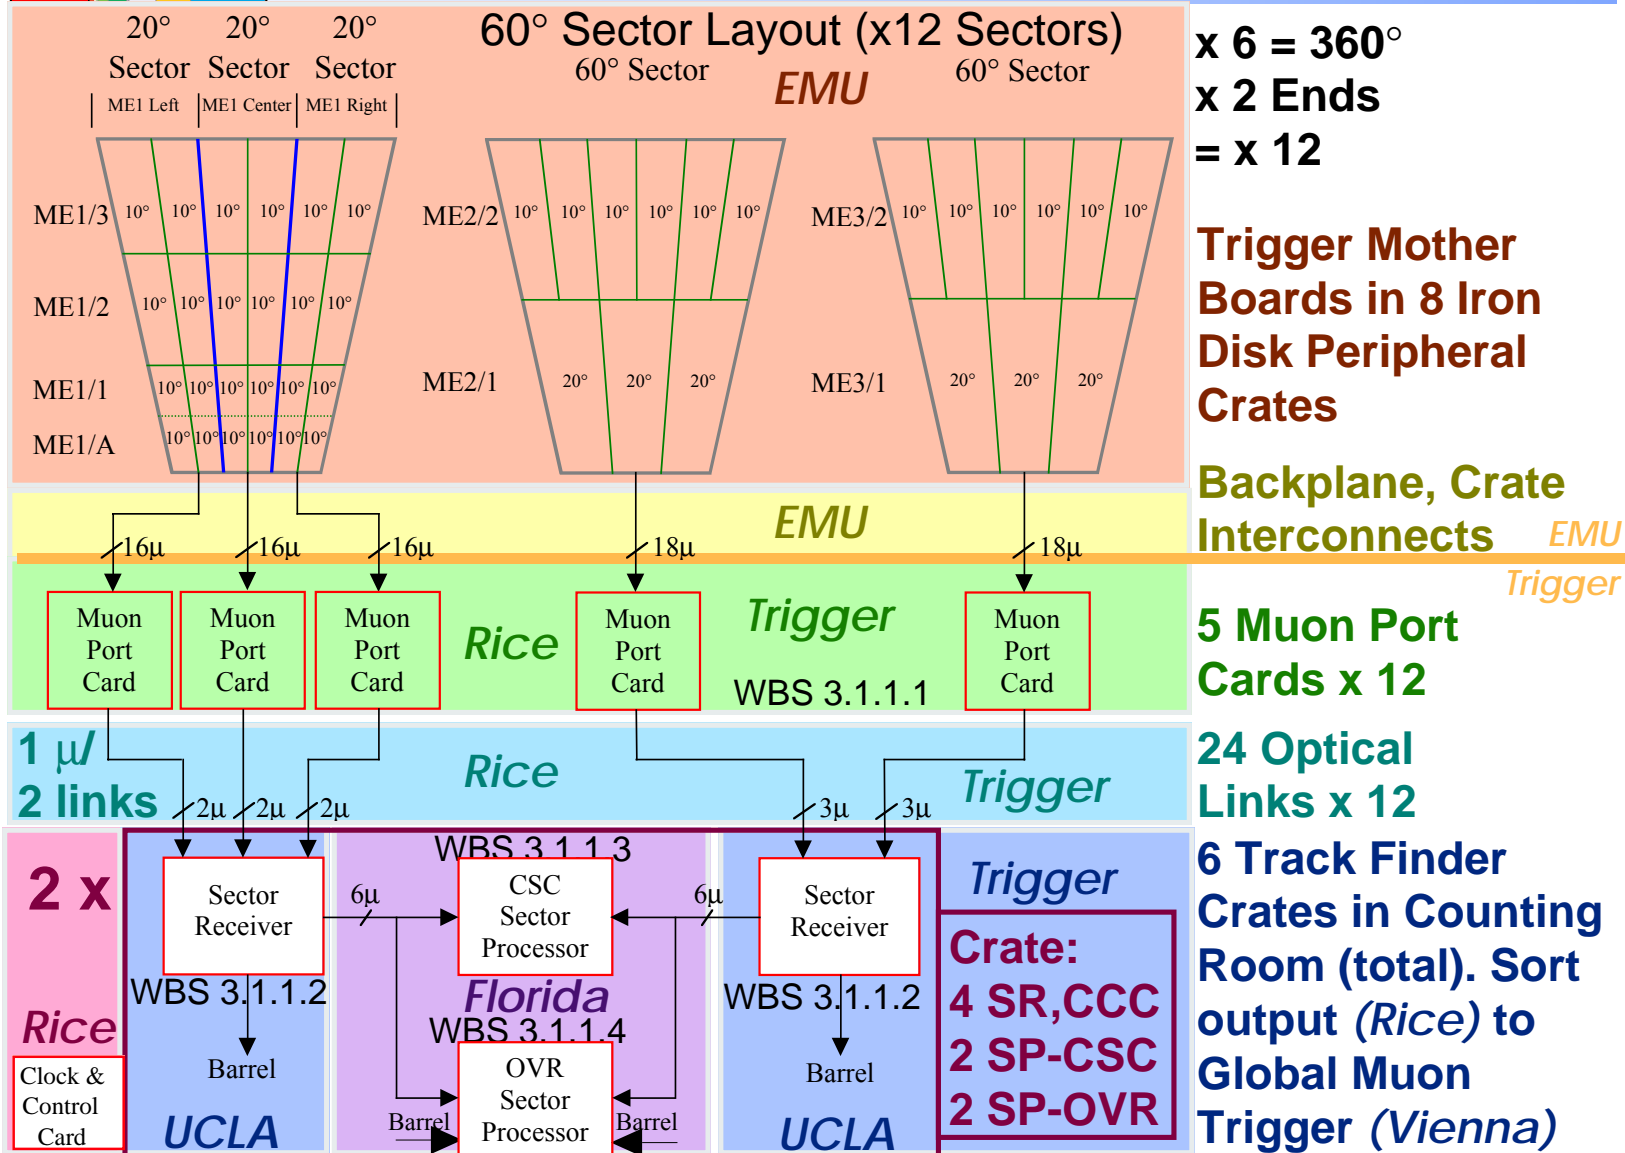 60° Sector Layout (x12 Sectors)
20° 20° 20°
Sector Sector Sector
ME1 Left ME1 Center ME1 Right
60° Sector
EMU
60° Sector
ME1/3
10° 10° 10° 10° 10° 10°
ME1/2
10° 10° 10° 10° 10° 10°
ME1/1
10° 10° 10° 10° 10° 10°
ME1/A
10° 10° 10° 10° 10° 10°
ME2/2
10° 10° 10° 10° 10° 10°
ME2/1
20° 20° 20°
ME3/2
10° 10° 10° 10° 10° 10°
ME3/1
20° 20° 20°
x 6 = 360°
x 2 Ends
= x 12
Trigger Mother
Boards in 8 Iron
Disk Peripheral
Crates
EMU
16µ 16µ 16µ 18µ 18µ
Backplane, Crate
Interconnects
EMU
Trigger
Muon
Port
Card
Muon
Port
Card
Muon
Port
Card
Rice
Muon
Port
Card
Trigger
WBS 3.1.1.1
Muon
Port
Card
5 Muon Port
Cards x 12
1 µ/
2 links
Rice
Trigger
2µ 2µ 2µ 3µ 3µ
24 Optical
Links x 12
2 x
Rice
Clock &
Control
Card
Sector
Receiver
WBS 3.1.1.2
Barrel
UCLA
6µ
WBS 3.1.1.3
CSC
Sector
Processor
Florida
WBS 3.1.1.4
OVR
Sector
Processor
Barrel
Barrel
6µ
Sector
Receiver
WBS 3.1.1.2
Barrel
UCLA
Trigger
Crate:
4 SR,CCC
2 SP-CSC
2 SP-OVR
6 Track Finder
Crates in Counting
Room (total). Sort
output (Rice) to
Global Muon
Trigger (Vienna)